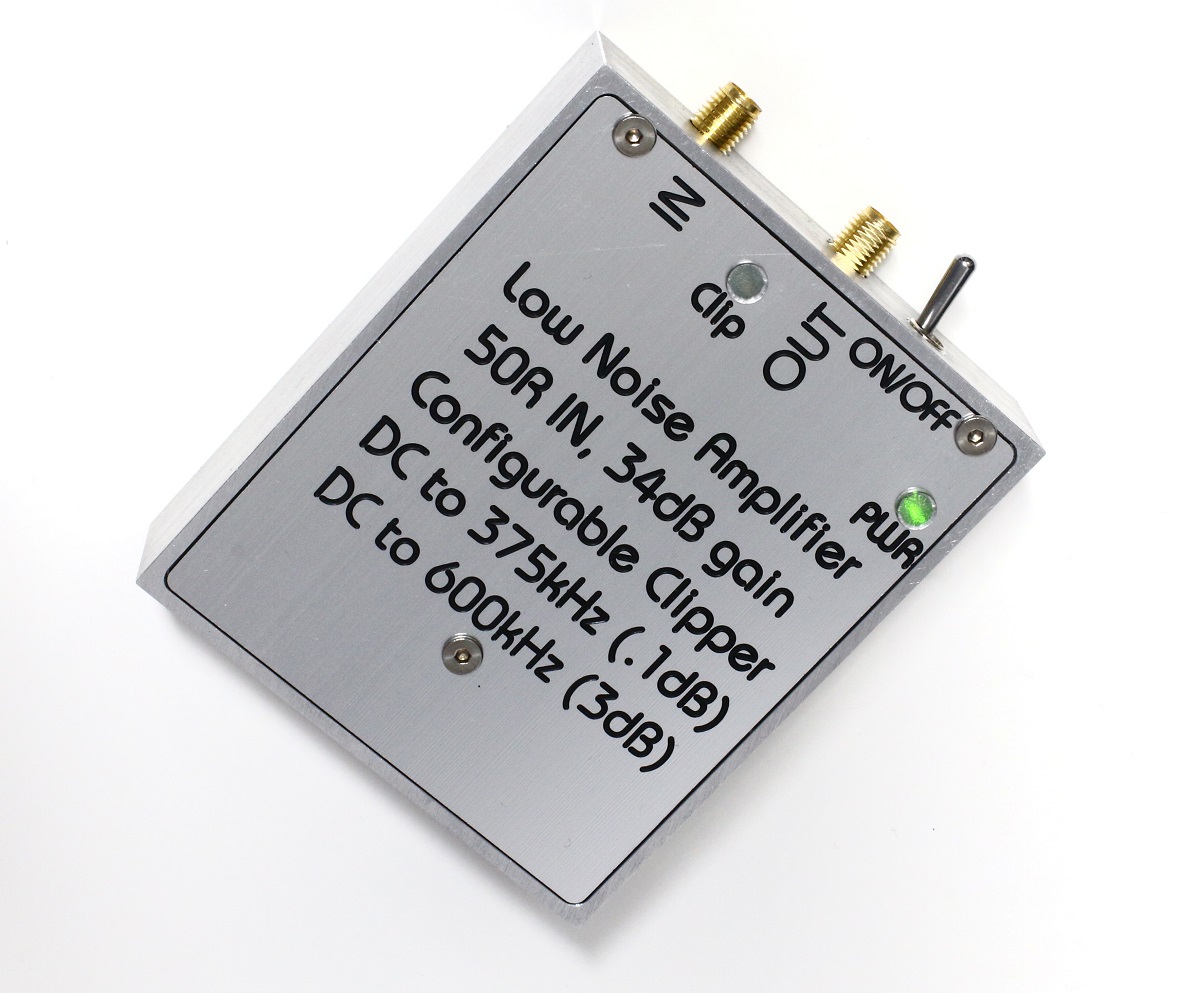 IN
Clip
OUT
ON/OFF
PWR
Low Noise Amplifier
50R IN, 34dB gain
Configurable Clipper
DC to 375kHz (.1dB)
DC to 600kHz (3dB)